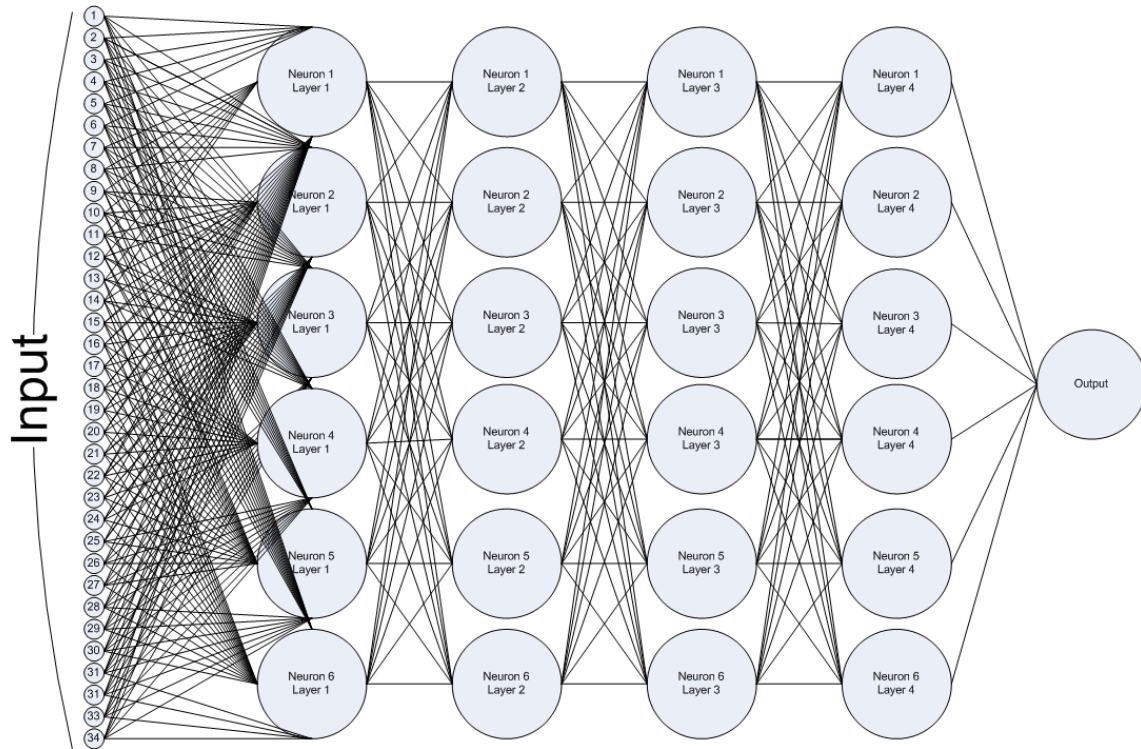 Input
1
2
3
4
5
6
7
8
9
10
11
12
13
14
15
16
17
18
19
20
21
22
23
24
25
26
27
28
29
30
31
31
33
34
Neuron 1
Layer 1
Neuron 2
Layer 1
Neuron 3
Layer 1
Neuron 4
Layer 1
Neuron 5
Layer 1
Neuron 6
Layer 1
Neuron 1
Layer 2
Neuron 2
Layer 2
Neuron 3
Layer 2
Neuron 4
Layer 2
Neuron 5
Layer 2
Neuron 6
Layer 2
Neuron 1
Layer 3
Neuron 2
Layer 3
Neuron 3
Layer 3
Neuron 4
Layer 3
Neuron 5
Layer 3
Neuron 6
Layer 3
Neuron 1
Layer 4
Neuron 2
Layer 4
Neuron 3
Layer 4
Neuron 4
Layer 4
Neuron 5
Layer 4
Neuron 6
Layer 4
Output